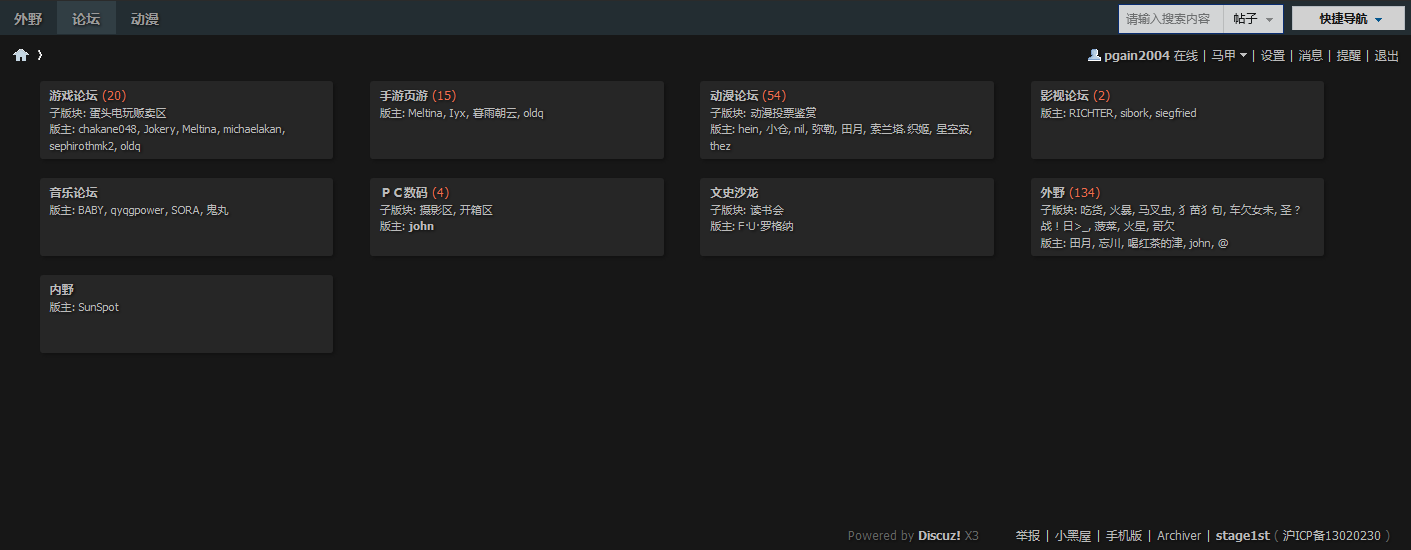 外野 论坛 动漫 请输入搜索内容 帖子 快捷导航
pgain2004 在线 | 马甲 | 设置 | 消息 | 提醒 | 退出
游戏论坛 (20)
子版块: 蛋头电玩贩卖区
版主: chakane048, Jokery, Meltina, michaelakan,
sephirothmk2, oldq
手游页游 (15)
版主: Meltina, Iyx, 暮雨朝云, oldq
动漫论坛 (54)
子版块: 动漫投票鉴赏
版主: hein, 小仓, nil, 弥勒, 田月, 索兰塔.织姬, 星空寂,
thez
影视论坛 (2)
版主: RICHTER, sibork, siegfried
音乐论坛
版主: BABY, qyqgpower, SORA, 鬼丸
ＰＣ数码 (4)
子版块: 摄影区, 开箱区
版主: john
文史沙龙
子版块: 读书会
版主: F·U·罗格纳
外野 (134)
子版块: 吃货, 火暴, 马叉虫, 犭苗犭句, 车欠女未, 圣？
战！日>_, 菠菜, 火星, 哥欠
版主: 田月, 忘川, 喝红茶的津, john, @
内野
版主: SunSpot
Powered by Discuz! X3 举报 | 小黑屋 | 手机版 | Archiver | stage1st ( 沪ICP备13020230 )